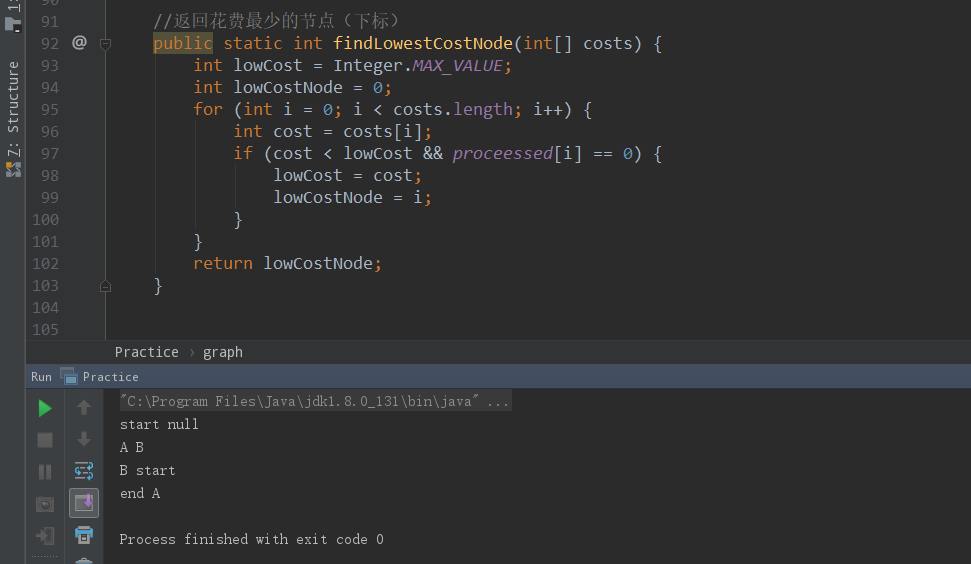 91 //返回花费最少的节点（下标）
92 @ public static int findLowestCostNode(int[] costs) {
93 int lowCost = Integer.MAX_VALUE;
94 int lowCostNode = 0;
95 for (int i = 0; i < costs.length; i++) {
96 int cost = costs[i];
97 if (cost < lowCost && proceessed[i] == 0) {
98 lowCost = cost;
99 lowCostNode = i;
100 }
101 }
102 return lowCostNode;
103 }
104
105
Z: Structure
Practice › graph
Run Practice
"C:\Program Files\Java\jdk1.8.0_131\bin\java" ...
start null
A B
B start
end A
Process finished with exit code 0